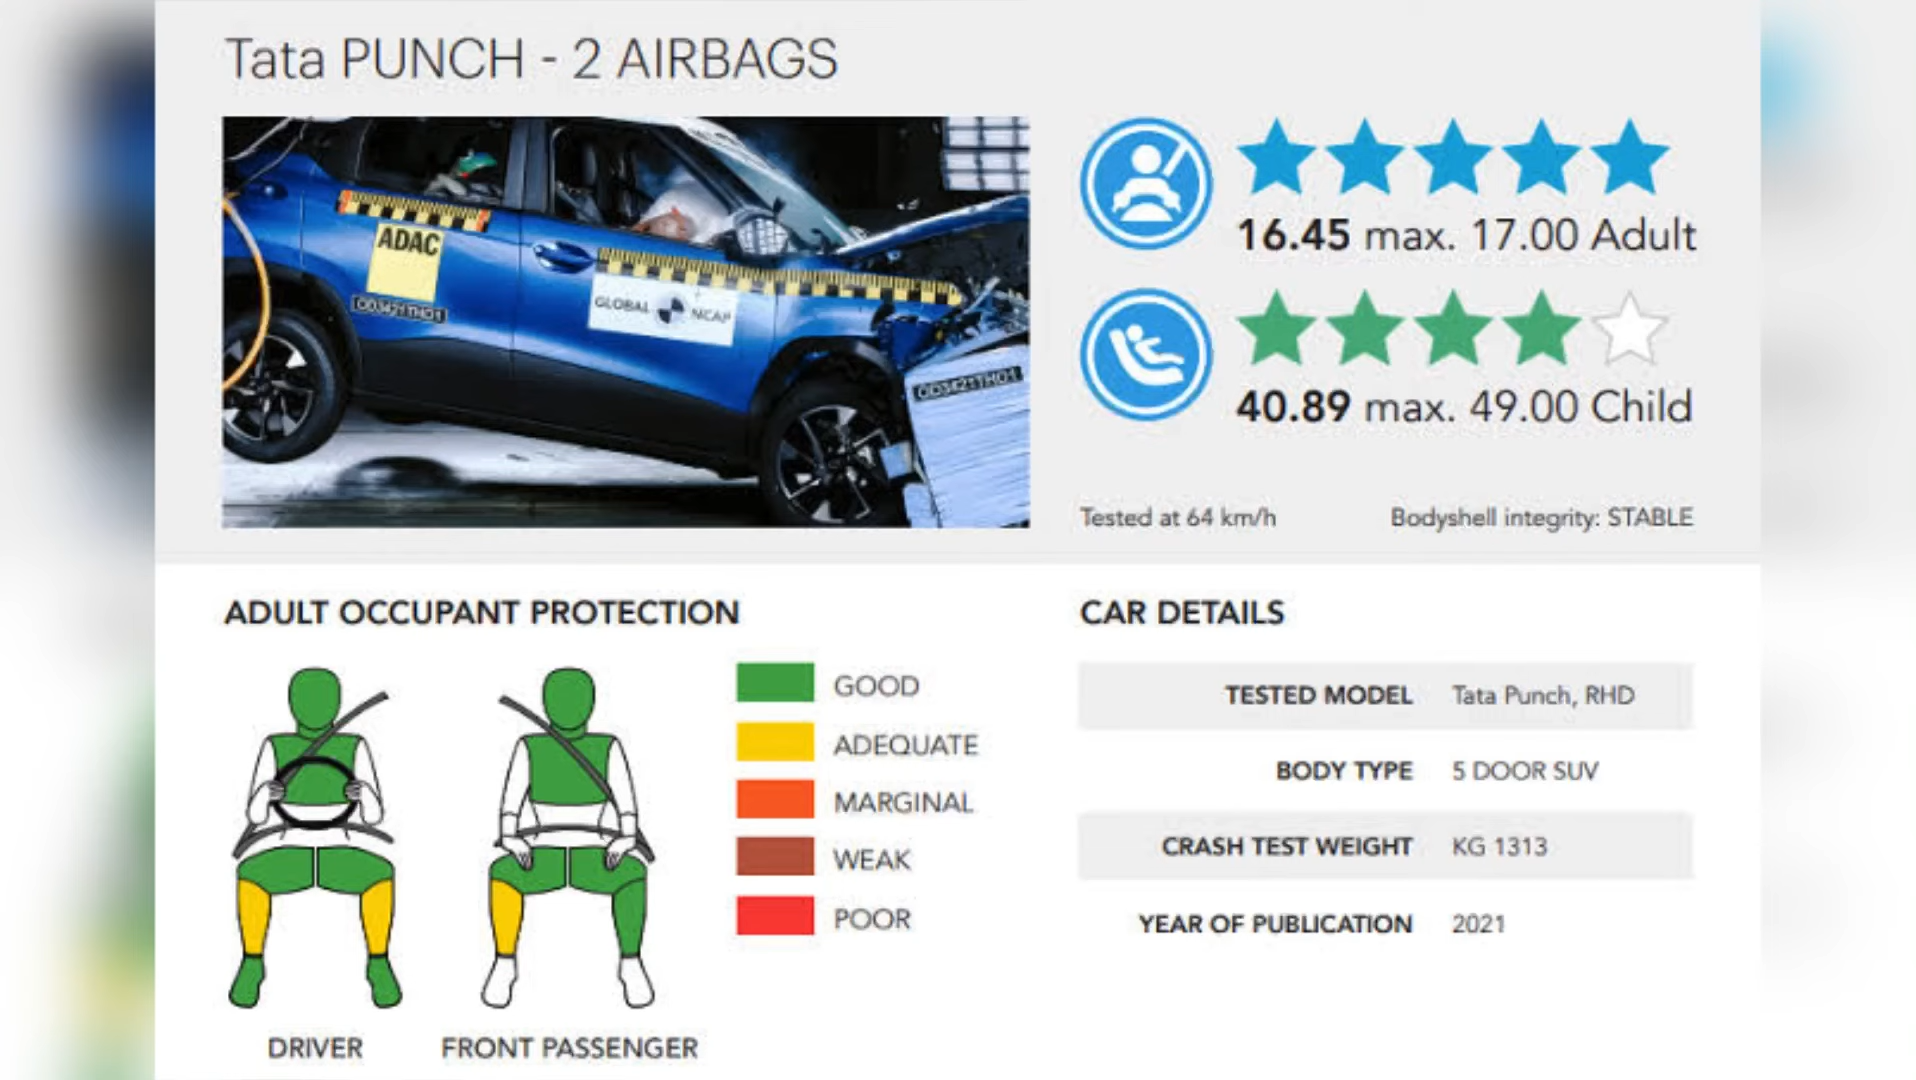 Tata PUNCH - 2 AIRBAGS
ADAC
OD3421TH01
GLOBAL NCAP
OD3421TH01
16.45 max. 17.00 Adult
40.89 max. 49.00 Child
Tested at 64 km/h Bodyshell integrity: STABLE
ADULT OCCUPANT PROTECTION
GOOD
ADEQUATE
MARGINAL
WEAK
POOR
DRIVER FRONT PASSENGER
CAR DETAILS
TESTED MODEL Tata Punch, RHD
BODY TYPE 5 DOOR SUV
CRASH TEST WEIGHT KG 1313
YEAR OF PUBLICATION 2021